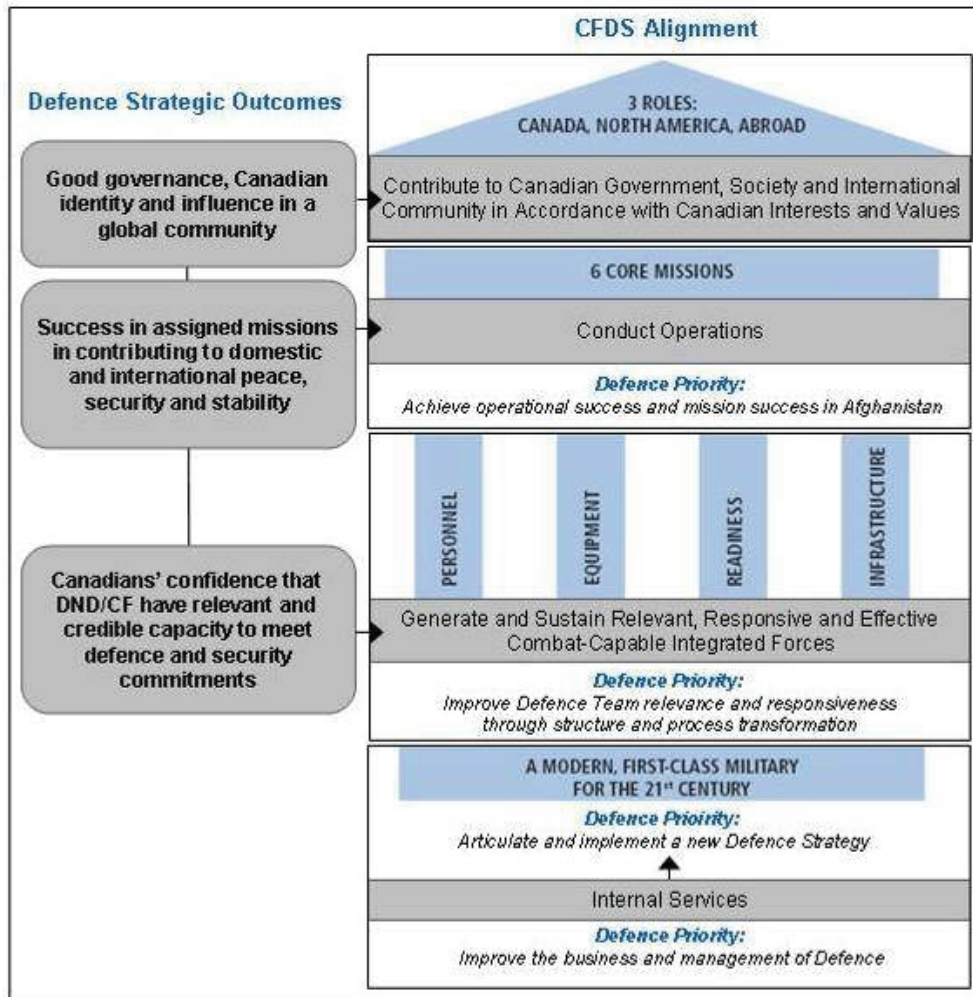 CFDS Alignment
Defence Strategic Outcomes
3 ROLES:
CANADA, NORTH AMERICA, ABROAD
Good governance, Canadian
identity and influence in a
global community
Contribute to Canadian Government, Society and International
Community in Accordance with Canadian Interests and Values
6 CORE MISSIONS
Success in assigned missions
in contributing to domestic
and international peace,
security and stability
Conduct Operations
Defence Priority:
Achieve operational success and mission success in Afghanistan
PERSONNEL
EQUIPMENT
READINESS
INFRASTRUCTURE
Canadians' confidence that
DND/CF have relevant and
credible capacity to meet
defence and security
commitments
Generate and Sustain Relevant, Responsive and Effective
Combat-Capable Integrated Forces
Defence Priority:
Improve Defence Team relevance and responsiveness
through structure and process transformation
A MODERN, FIRST-CLASS MILITARY
FOR THE 21st CENTURY
Defence Prioirity:
Articulate and implement a new Defence Strategy
Internal Services
Defence Priority:
Improve the business and management of Defence